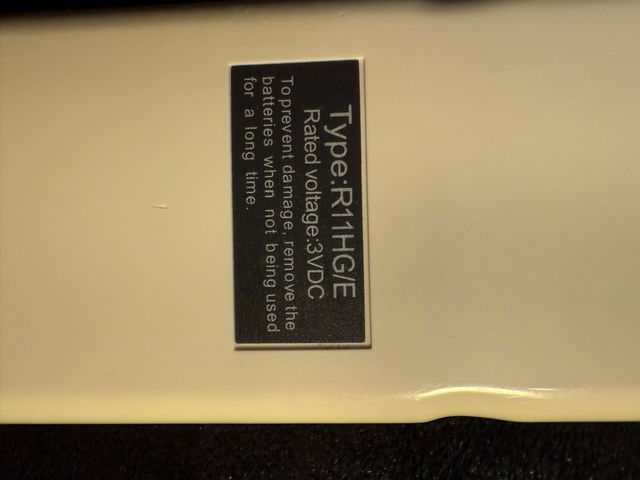 Type:R11HG/E
Rated voltage:3VDC
To prevent damage, remove the
batteries when not being used
for a long time.